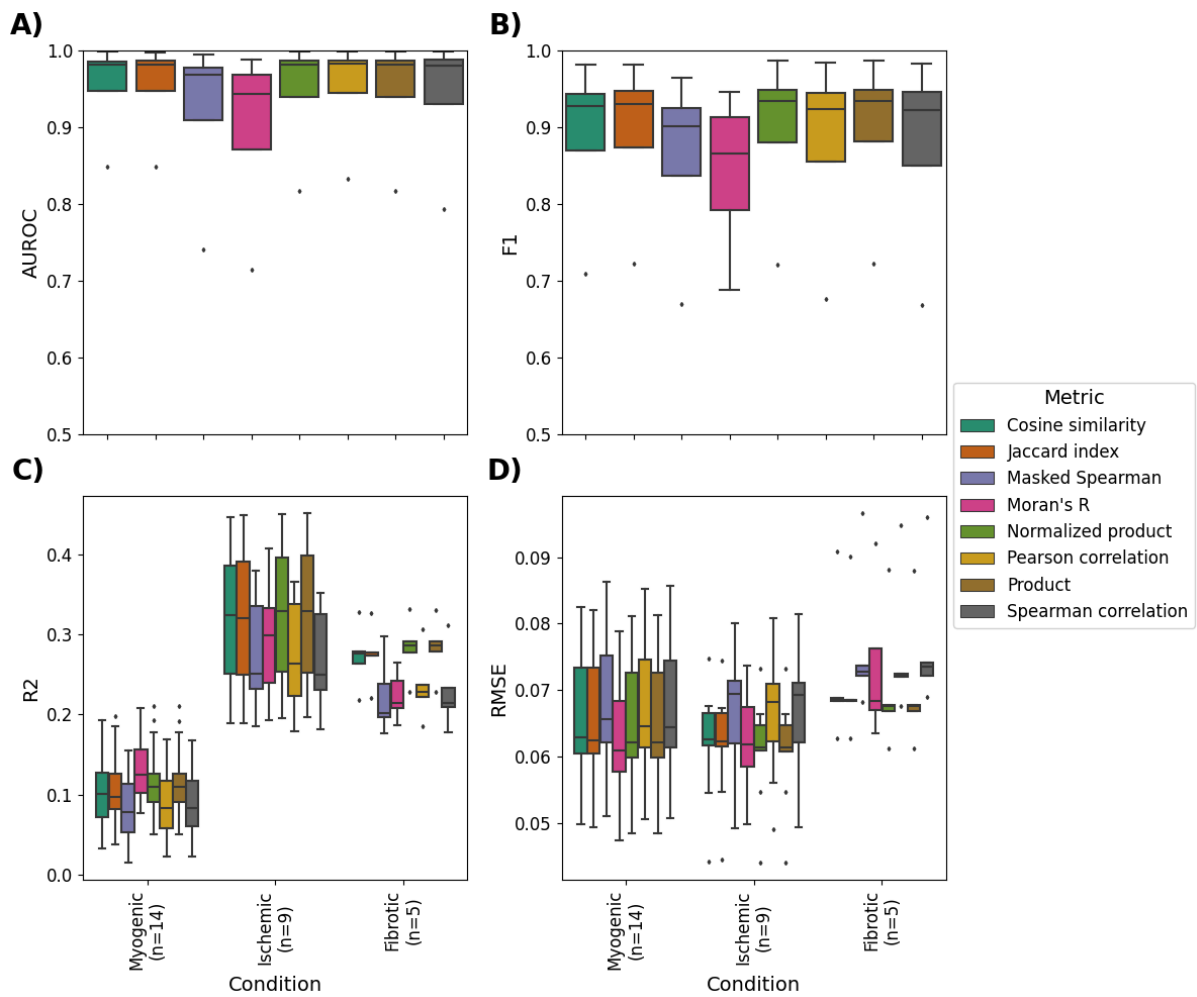 A)
B)
1.0
0.9
0.8
0.7
0.6
0.5
AUROC
1.0
0.9
0.8
0.7
0.6
0.5
F1
Metric
Cosine similarity
Jaccard index
Masked Spearman
Moran's R
Normalized product
Pearson correlation
Product
Spearman correlation
C)
D)
0.4
0.3
0.2
0.1
0.0
R2
Myogenic
(n=14)
Ischemic
(n=9)
Fibrotic
(n=5)
Condition
0.09
0.08
0.07
0.06
0.05
RMSE
Myogenic
(n=14)
Ischemic
(n=9)
Fibrotic
(n=5)
Condition